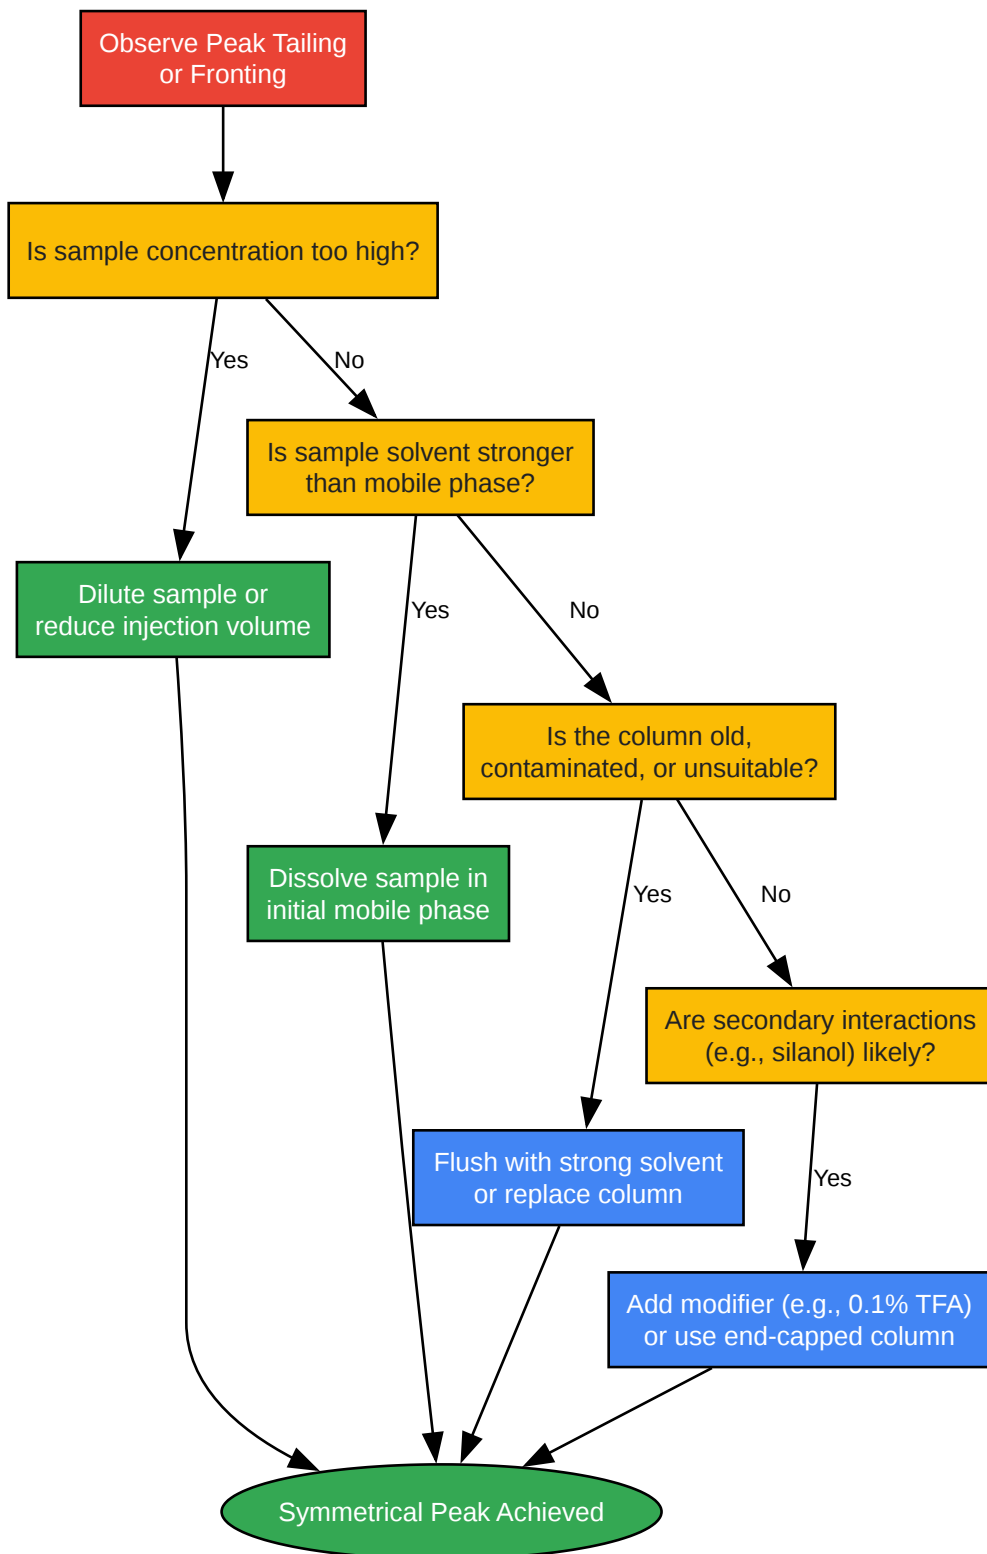 Observe Peak Tailing
or Fronting
Is sample concentration too high?
Yes
No
Is sample solvent stronger
than mobile phase?
Dilute sample or
reduce injection volume
Yes
No
Is the column old,
contaminated, or unsuitable?
Dissolve sample in
initial mobile phase
Yes
No
Are secondary interactions
(e.g., silanol) likely?
Flush with strong solvent
or replace column
Yes
Add modifier (e.g., 0.1% TFA)
or use end-capped column
Symmetrical Peak Achieved